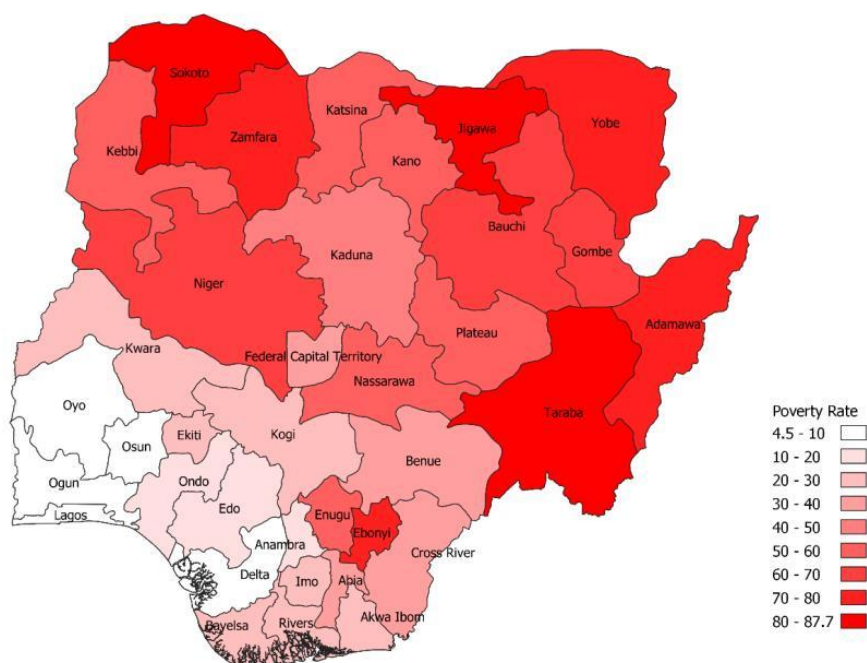 Sokoto
Zamfara
Kebbi
Katsina
Kano
Jigawa
Yobe
Bauchi
Gombe
Kaduna
Niger
Plateau
Adamawa
Federal Capital Territory
Nassarawa
Kwara
Taraba
Oyo
Osun
Ekiti
Kogi
Benue
Ogun
Ondo
Edo
Lagos
Enugu
Ebonyi
Anambra
Cross River
Delta
Imo
Abia
Akwa Ibom
Bayelsa
Rivers
Poverty Rate
4.5 - 10
10 - 20
20 - 30
30 - 40
40 - 50
50 - 60
60 - 70
70 - 80
80 - 87.7